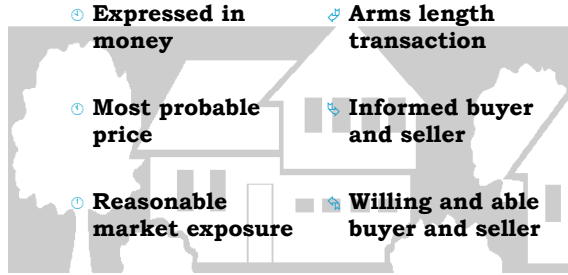 Expressed in
money
Most probable
price
Reasonable
market exposure
Arms length
transaction
Informed buyer
and seller
Willing and able
buyer and seller